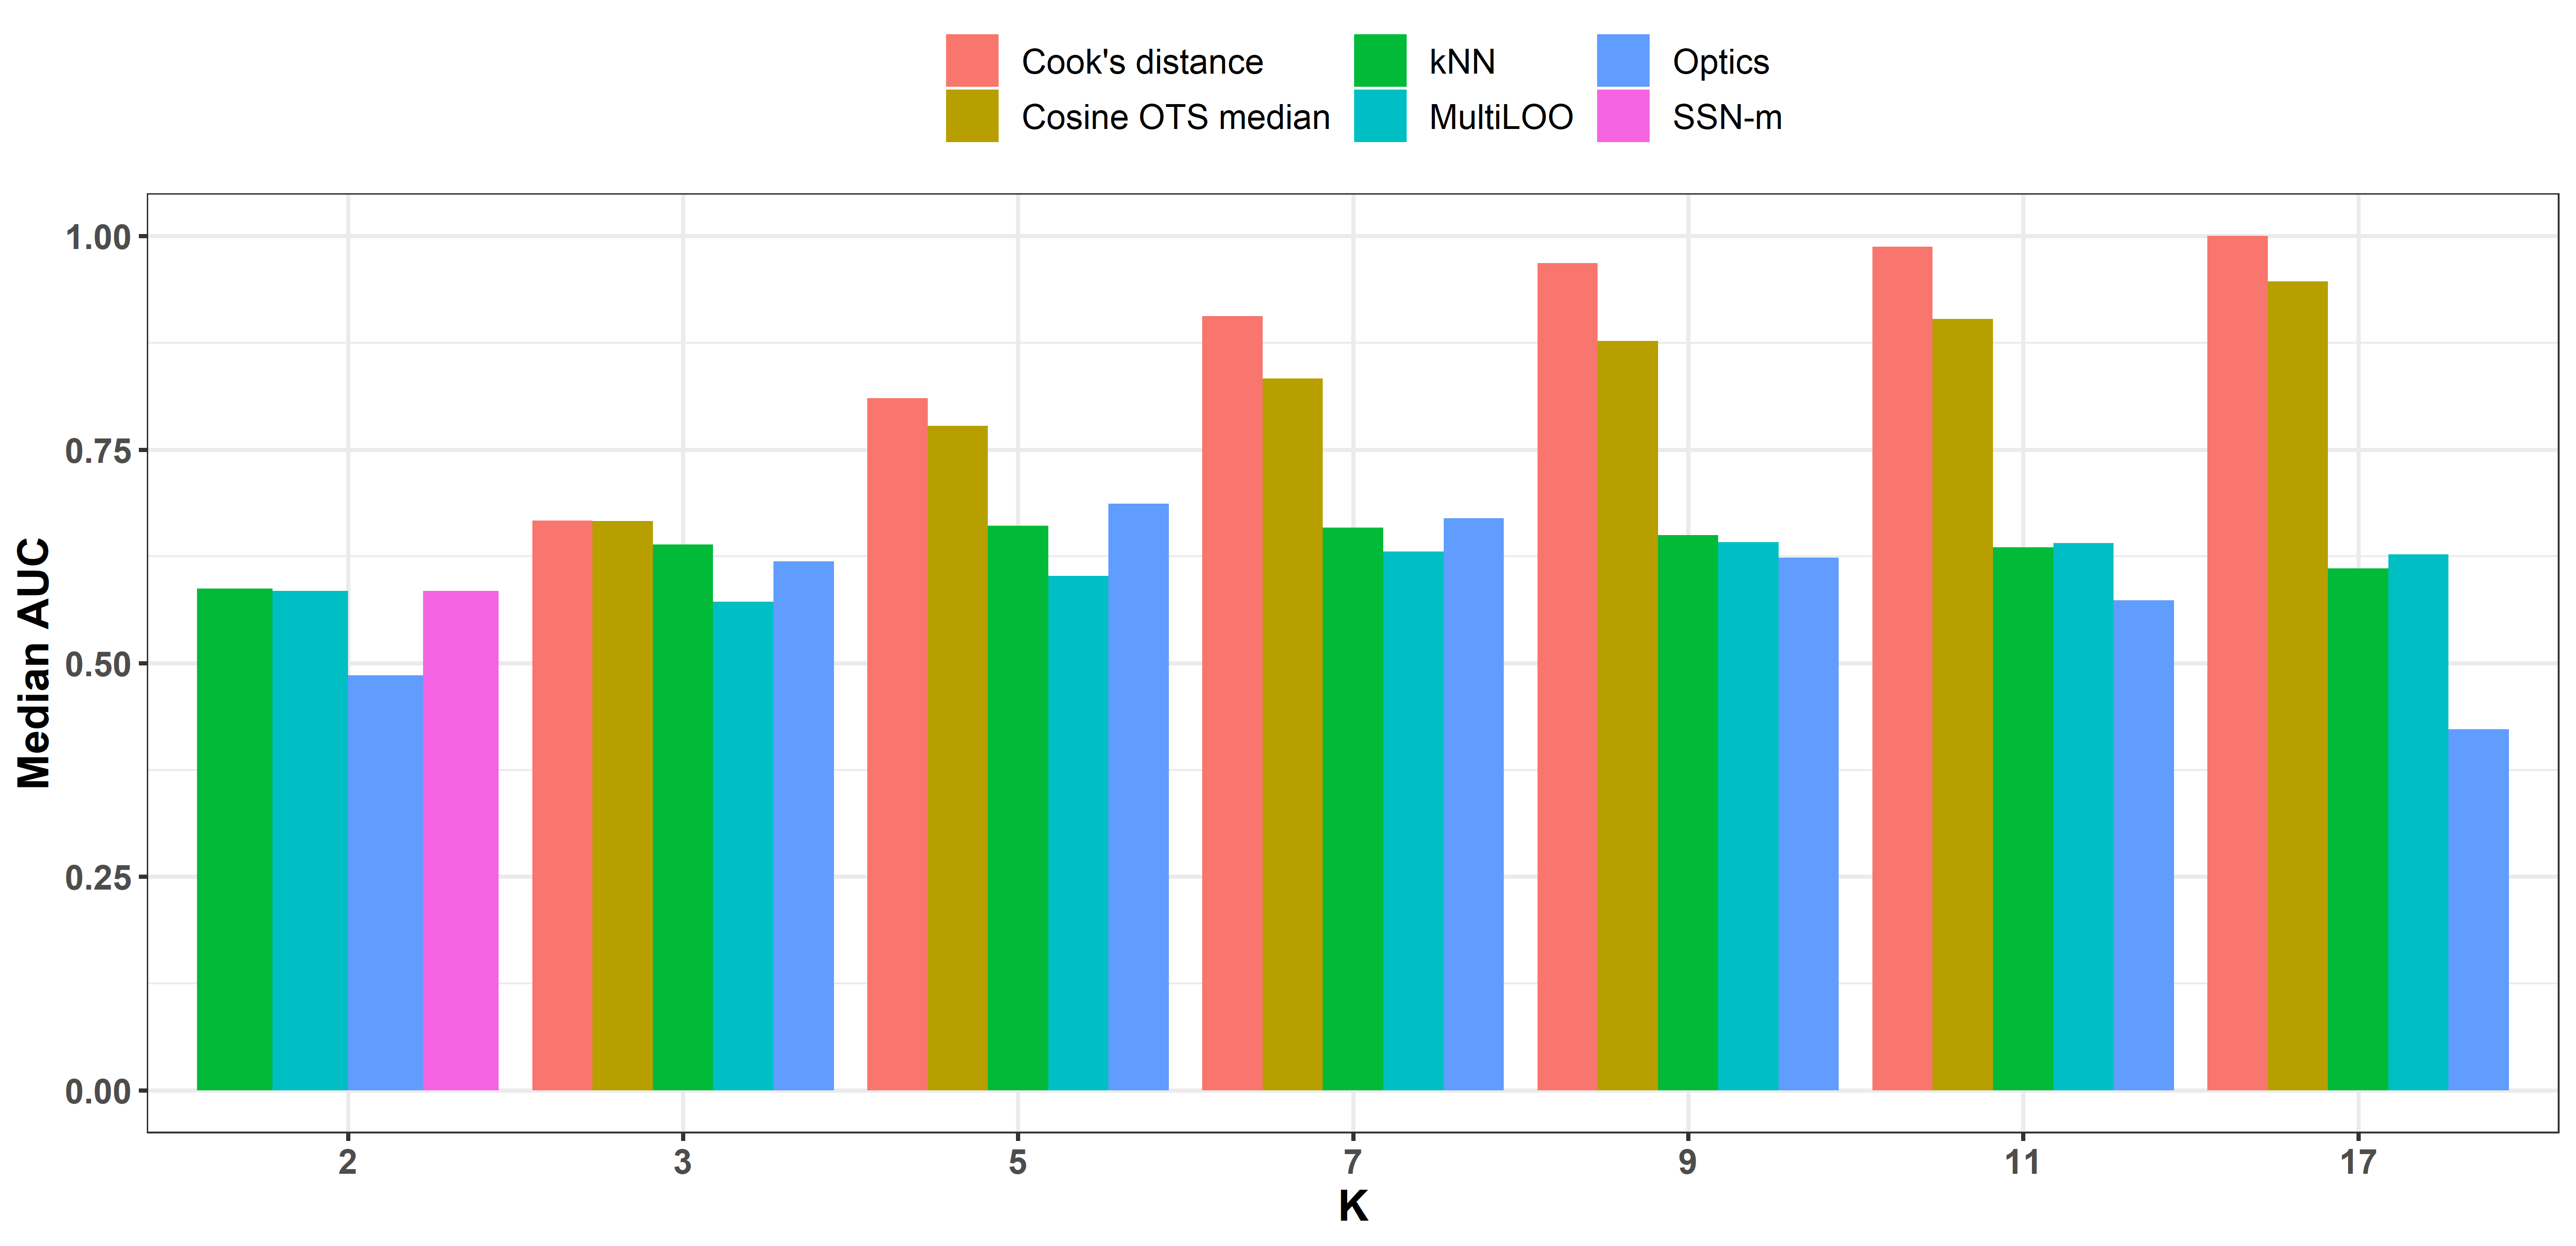 Cook's distance kNN Optics
Cosine OTS median MultiLOO SSN-m
1.00
0.75
0.50
0.25
0.00
Median AUC
2 3 5 7 9 11 17
K